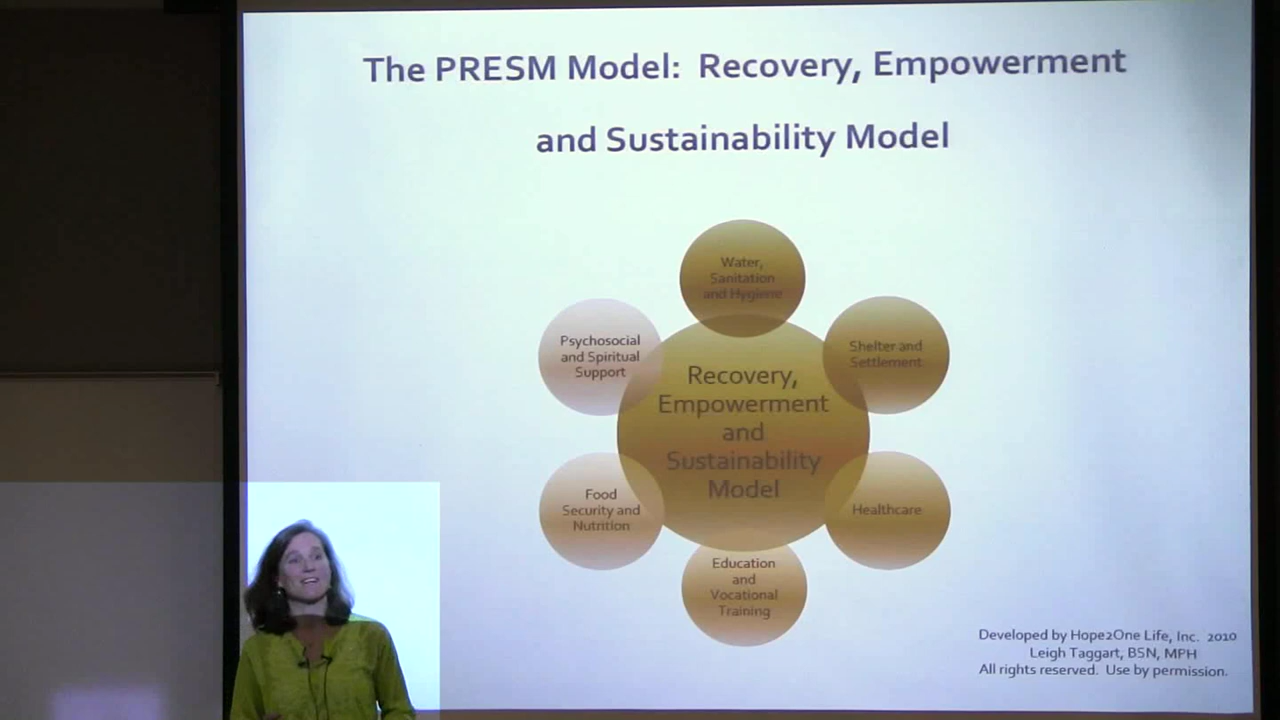 The PRESM Model: Recovery, Empowerment
and Sustainability Model
Water,
Sanitation
and Hygiene
Psychosocial
and Spiritual
Support
Shelter and
Settlement
Recovery,
Empowerment
and
Sustainability
Model
Food
Security and
Nutrition
Healthcare
Education
and
Vocational
Training
Developed by Hope2One Life, Inc. 2010
Leigh Taggart, BSN, MPH
All rights reserved. Use by permission.